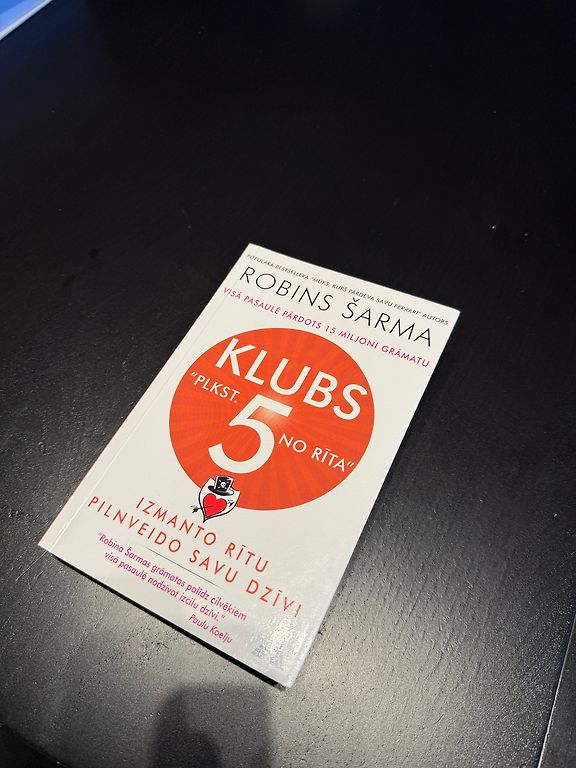 POPULĀRĀ BESTSELLERA "MŪKS, KURŠ PĀRDEVA SAVU FERRARI" AUTORS
ROBINS ŠARMA
VISĀ PASAULĒ PĀRDOTS 15 MILJONI GRĀMATU
KLUBS
"PLKST.
5
NO RĪTA"
IZMANTO RĪTU
PILNVEIDO SAVU DZĪVI
"Robina Šarmas grāmatas palīdz cilvēkiem
visā pasaulē nodzīvot izcilu dzīvi."
Paulu Koelju